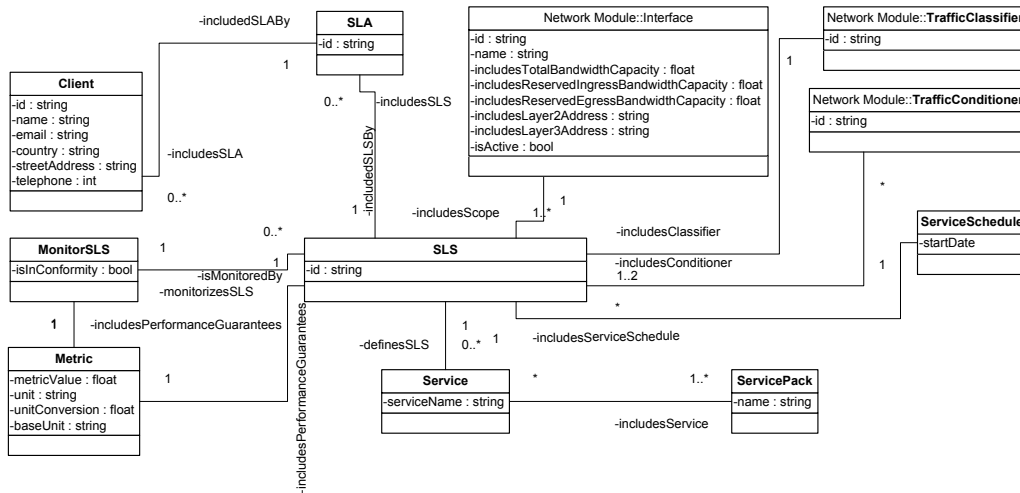 -includedSLABy
SLA
-id : string
1
0..*
-includesSLS
-includedSLSBy
1
Client
-id : string
-name : string
-email : string
-country : string
-streetAddress : string
-telephone : int
-includesSLA
0..*
Network Module::Interface
-id : string
-name : string
-includesTotalBandwidthCapacity : float
-includesReservedIngressBandwidthCapacity : float
-includesReservedEgressBandwidthCapacity : float
-includesLayer2Address : string
-includesLayer3Address : string
-isActive : bool
1
-includesScope
1..*
Network Module::TrafficClassifier
-id : string
1
Network Module::TrafficConditioner
-id : string
*
ServiceSchedule
-startDate
1
MonitorSLS
-isInConformity : bool
1
0..*
1
-isMonitoredBy
-monitorizesSLS
SLS
-id : string
-includesClassifier
-includesConditioner
1..2
*
1
-includesPerformanceGuarantees
-includesPerformanceGuarantees
1
0..*
1
-definesSLS
-includesServiceSchedule
Metric
-metricValue : float
-unit : string
-unitConversion : float
-baseUnit : string
1
Service
-serviceName : string
*
1..*
-includesService
ServicePack
-name : string